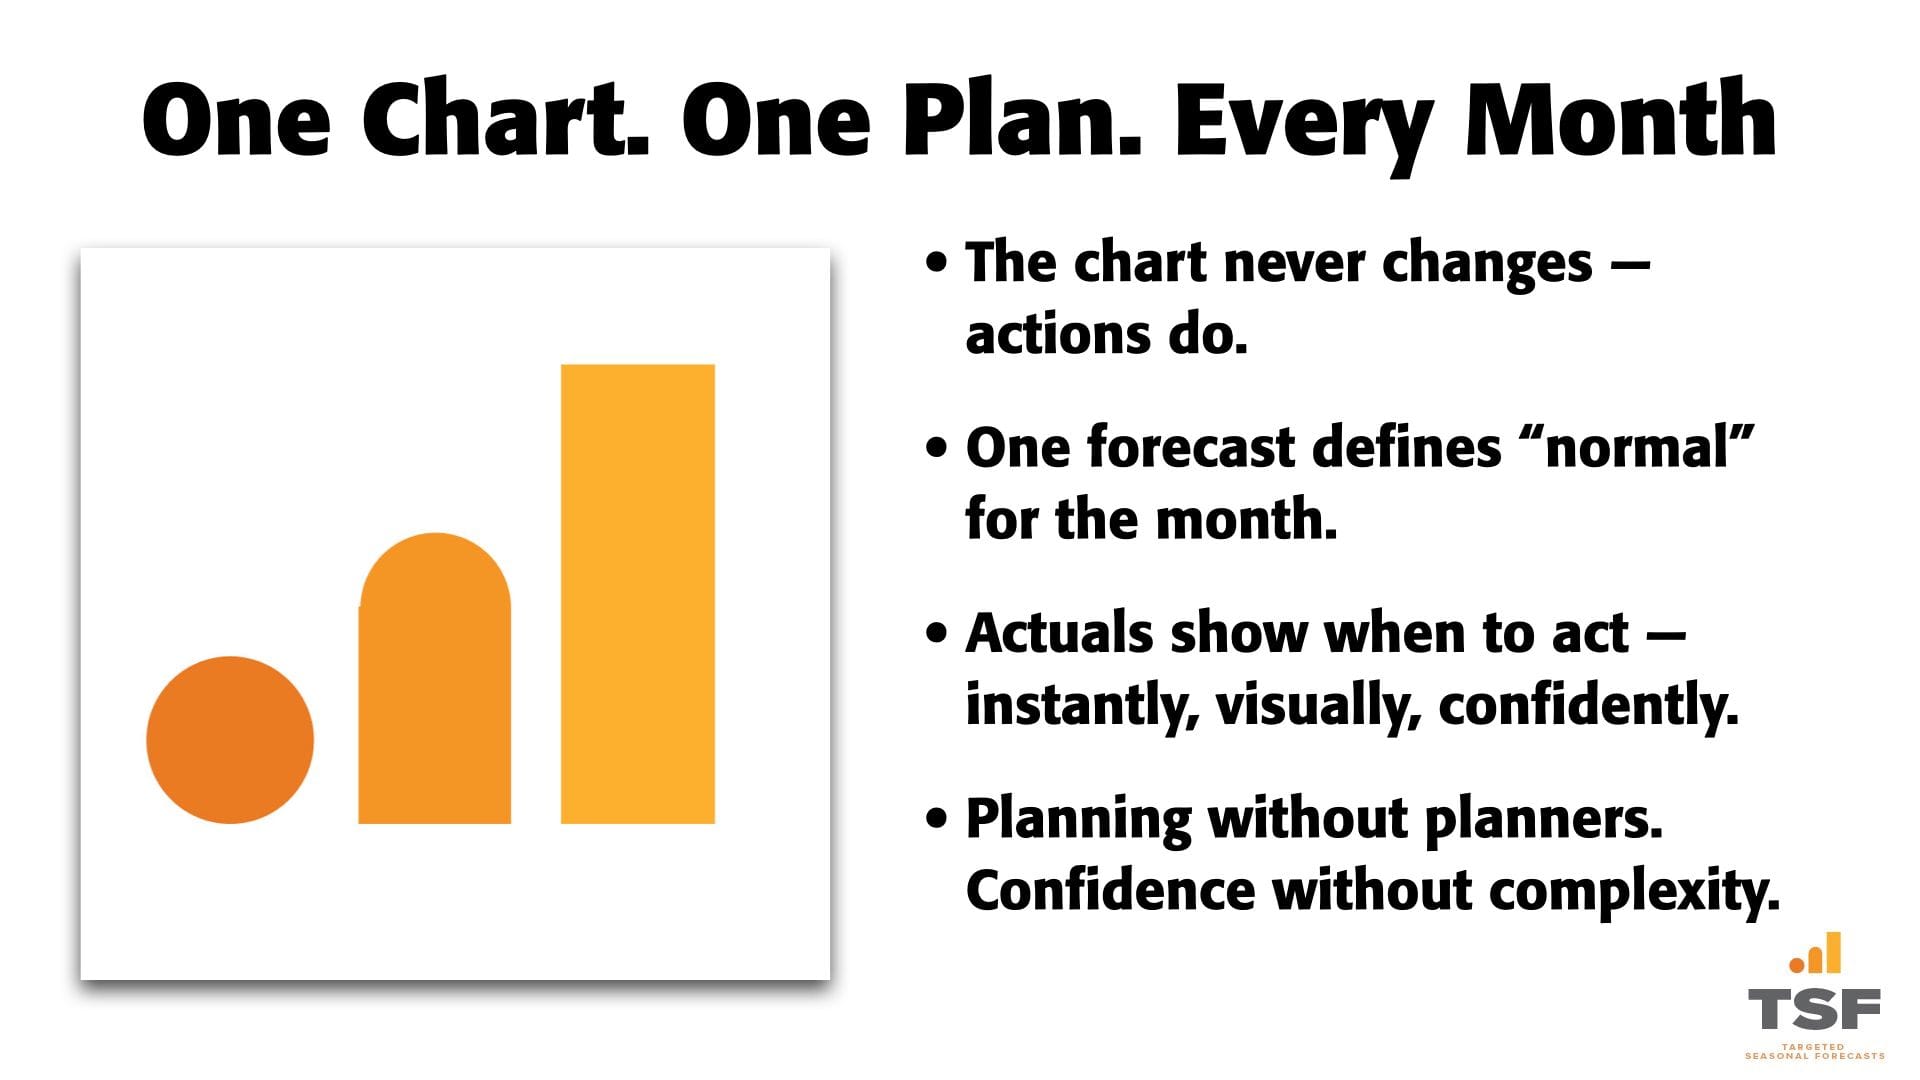 One Chart. One Plan. Every Month
• The chart never changes —
actions do.
• One forecast defines “normal”
for the month.
• Actuals show when to act —
instantly, visually, confidently.
• Planning without planners.
Confidence without complexity.
TSF
TARGETED
SEASONAL FORECASTS